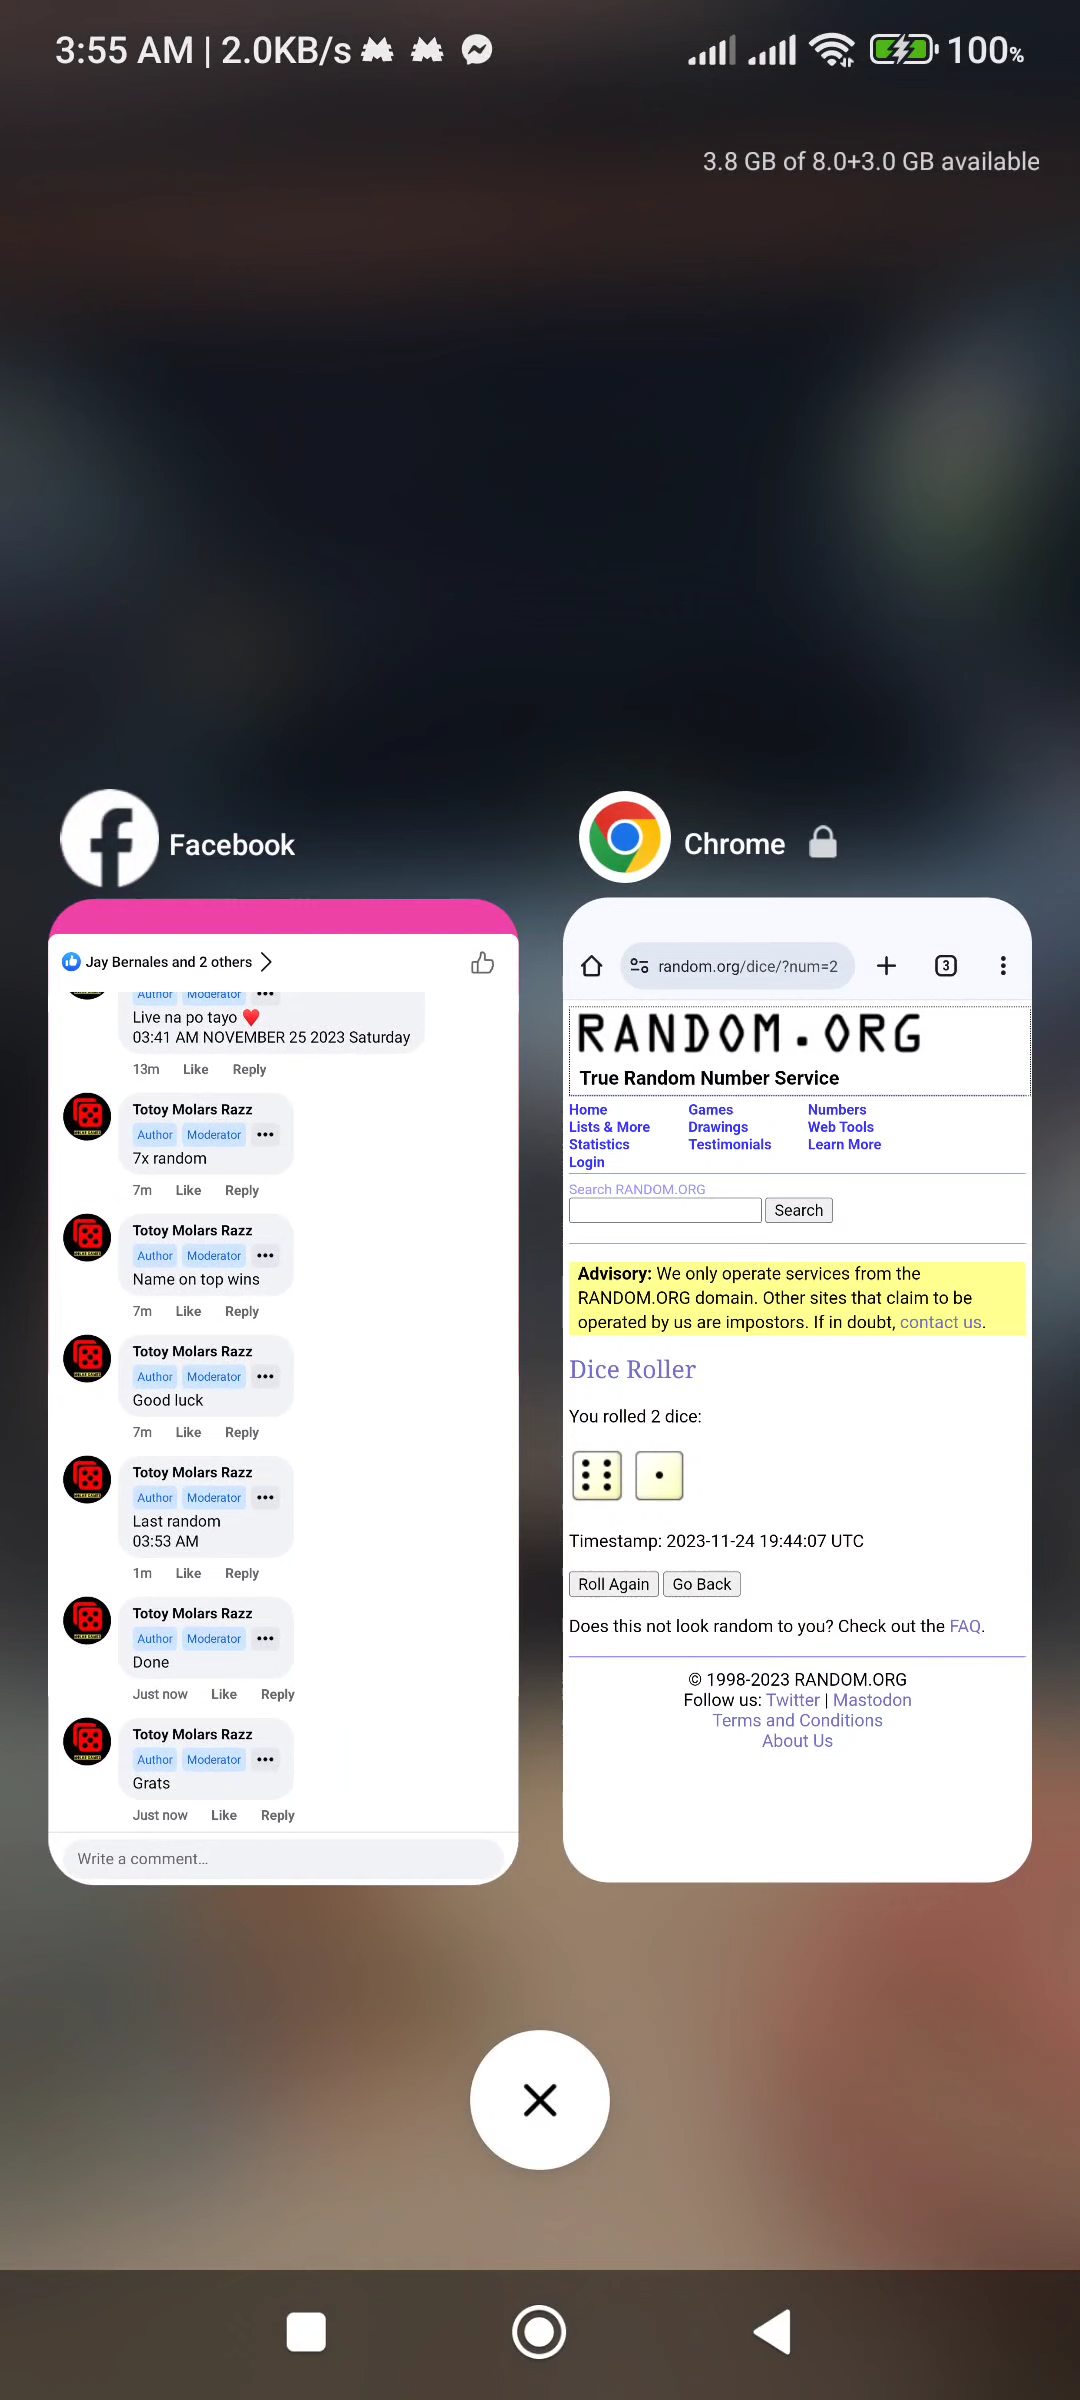 3:55 AM | 2.0KB/s
100%
3.8 GB of 8.0+3.0 GB available
Facebook
Jay Bernales and 2 others
Author Moderator
Live na po tayo
03:41 AM NOVEMBER 25 2023 Saturday
13m Like Reply
Totoy Molars Razz
Author Moderator
7x random
7m Like Reply
Totoy Molars Razz
Author Moderator
Name on top wins
7m Like Reply
Totoy Molars Razz
Author Moderator
Good luck
7m Like Reply
Totoy Molars Razz
Author Moderator
Last random
03:53 AM
1m Like Reply
Totoy Molars Razz
Author Moderator
Done
Just now Like Reply
Totoy Molars Razz
Author Moderator
Grats
Just now Like Reply
Write a comment...
Chrome
random.org/dice/?num=2
3
RANDOM.ORG
True Random Number Service
Home Games Numbers
Lists & More Drawings Web Tools
Statistics Testimonials Learn More
Login
Search RANDOM.ORG
Search
Advisory: We only operate services from the
RANDOM.ORG domain. Other sites that claim to be
operated by us are impostors. If in doubt, contact us.
Dice Roller
You rolled 2 dice:
Timestamp: 2023-11-24 19:44:07 UTC
Roll Again Go Back
Does this not look random to you? Check out the FAQ.
© 1998-2023 RANDOM.ORG
Follow us: Twitter | Mastodon
Terms and Conditions
About Us